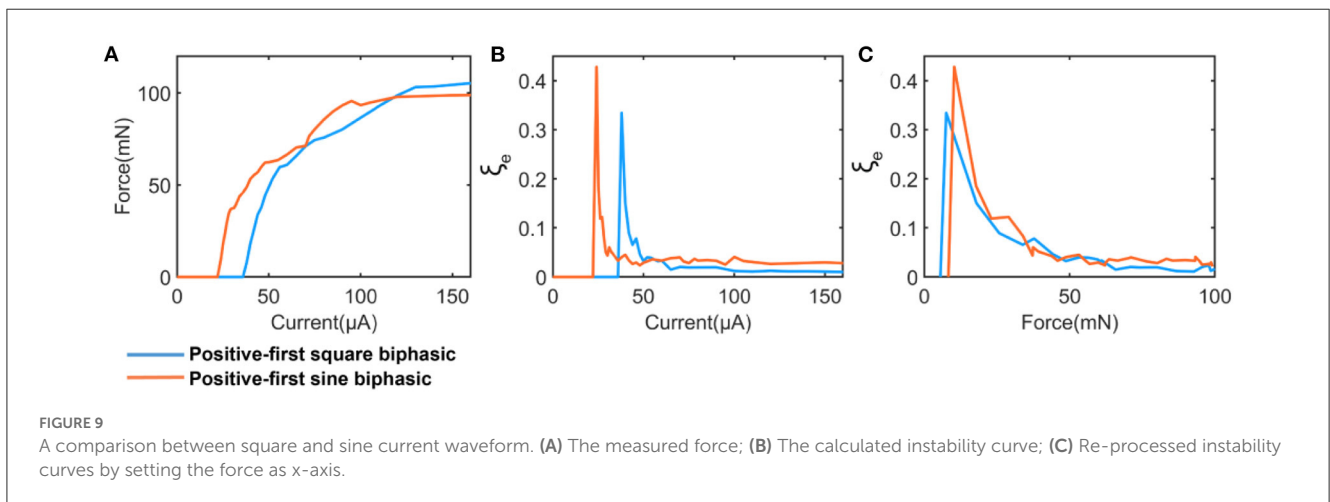 A
B
C
Force(mN)
100
50
0
0
50
100
150
Current(µA)
ξe
0.4
0.3
0.2
0.1
0
0
50
100
150
Current(µA)
ξe
0.4
0.3
0.2
0.1
0
0
50
100
Force(mN)
Positive-first square biphasic
Positive-first sine biphasic
FIGURE 9
A comparison between square and sine current waveform. (A) The measured force; (B) The calculated instability curve; (C) Re-processed instability
curves by setting the force as x-axis.